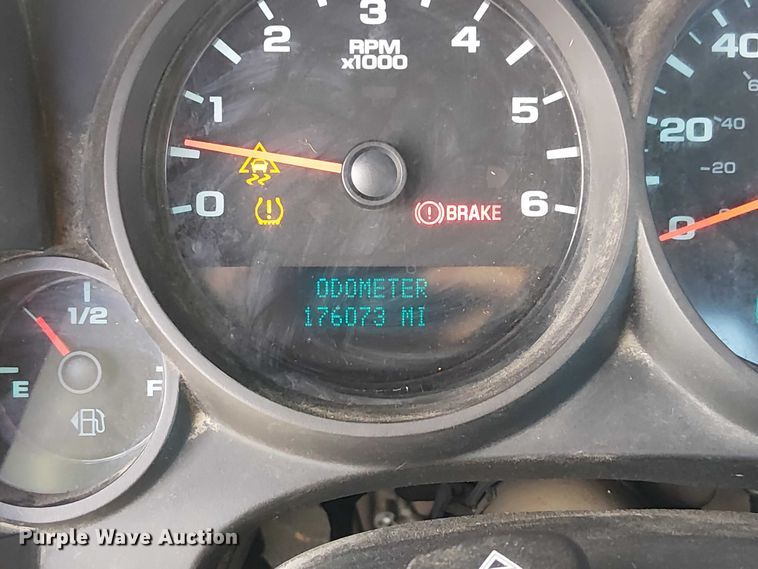 3
2
4
40
RPM
x1000
1
5
20
40
20
0
6
0
BRAKE
ODOMETER
176073 MI
1/2
E
F
Purple Wave Auction